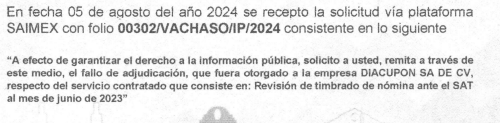 En fecha 05 de agosto del año 2024 se recepto la solicitud vía plataforma
SAIMEX con folio 00302/VACHASO/IP/2024 consistente en lo siguiente
"A efecto de garantizar el derecho a la información pública, solicito a usted, remita a través de
este medio, el fallo de adjudicación, que fuera otorgado a la empresa DIACUPON SA DE CV,
respecto del servicio contratado que consiste en: Revisión de timbrado de nómina ante el SAT
al mes de junio de 2023"